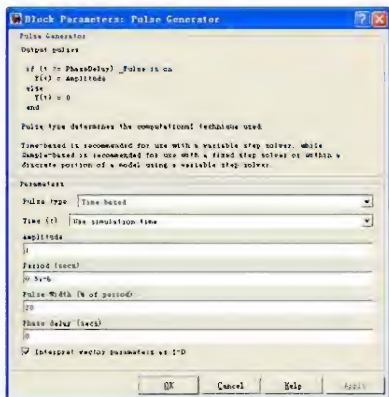 Block Parameters: Pulse Generator
Pulse Generator
Output pulses
if (t >= PhaseDelay) Pulse is on
Y(t) = Amplitude
else
Y(t) = 0
end
Pulse type determines the computational technique used.
Time-based is recommended for use with a variable step solver, while
Sample-based is recommended for use with a fixed step solver or within a
discrete portion of a model using a variable step solver.
Parameters
Pulse type Time based
Time (t) Use simulation time
Amplitude
1
Period (secs)
Pulse Width (% of period)
Phase delay (secs)
0
Interpret vector parameters as 1-D
OK Cancel Help Apply